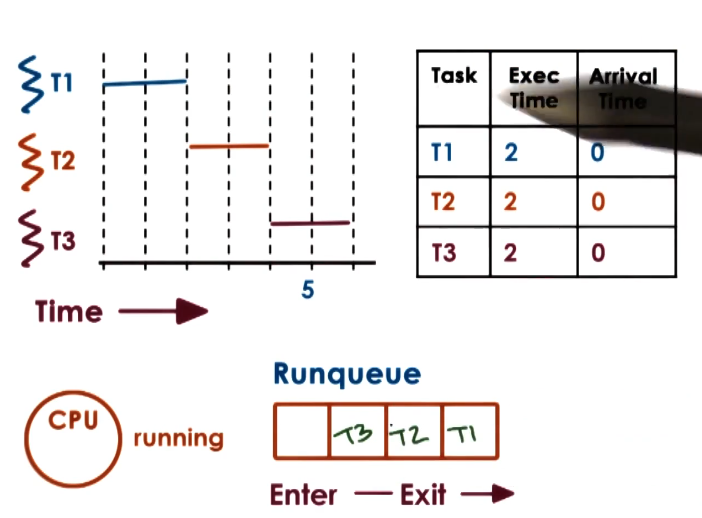 T1
T2
T3
5
Time
Task Exec Time Arrival Time
T1 2 0
T2 2 0
T3 2 0
CPU
running
Runqueue
T3 T2 T1
Enter Exit